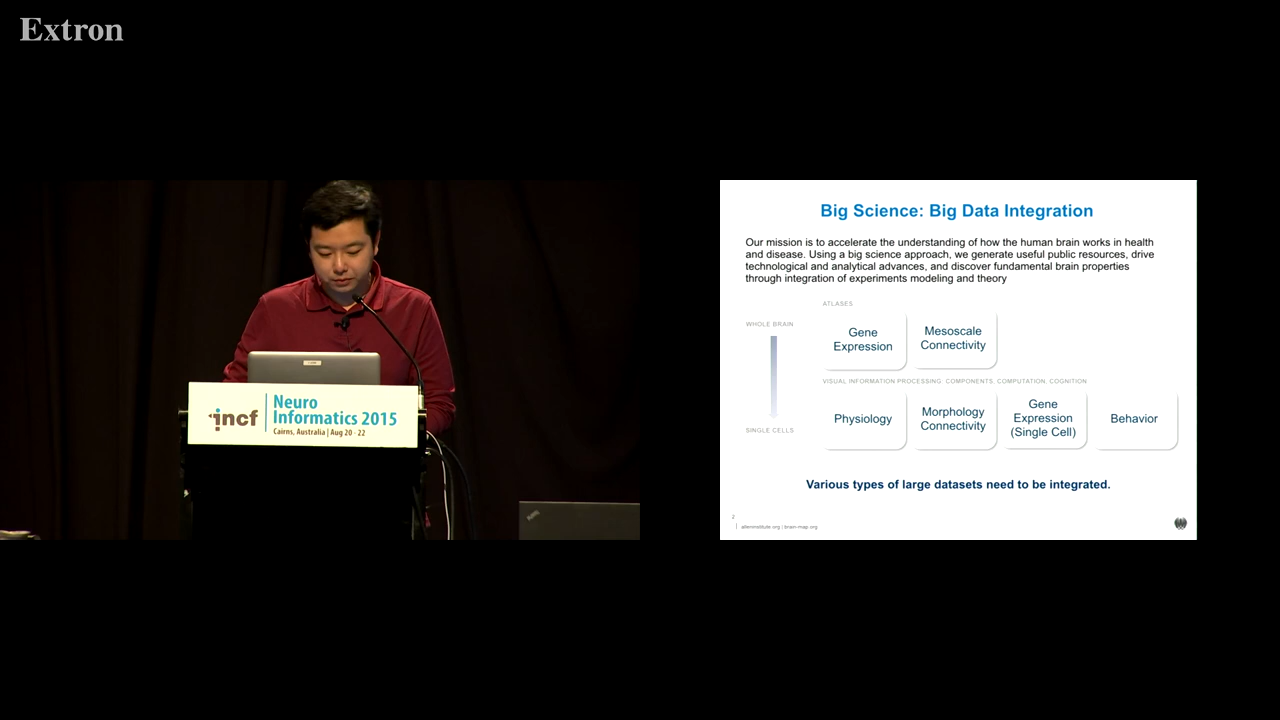 Extron
incf
Neuro
Informatics 2015
Cairns, Australia | Aug 20 - 22
Big Science: Big Data Integration
Our mission is to accelerate the understanding of how the human brain works in health
and disease. Using a big science approach, we generate useful public resources, drive
technological and analytical advances, and discover fundamental brain properties
through integration of experiments modeling and theory
ATLASES
WHOLE BRAIN
Gene
Expression
Mesoscale
Connectivity
VISUAL INFORMATION PROCESSING: COMPONENTS, COMPUTATION, COGNITION
SINGLE CELLS
Physiology
Morphology
Connectivity
Gene
Expression
(Single Cell)
Behavior
Various types of large datasets need to be integrated.
2
alleninstitute.org | brain-map.org